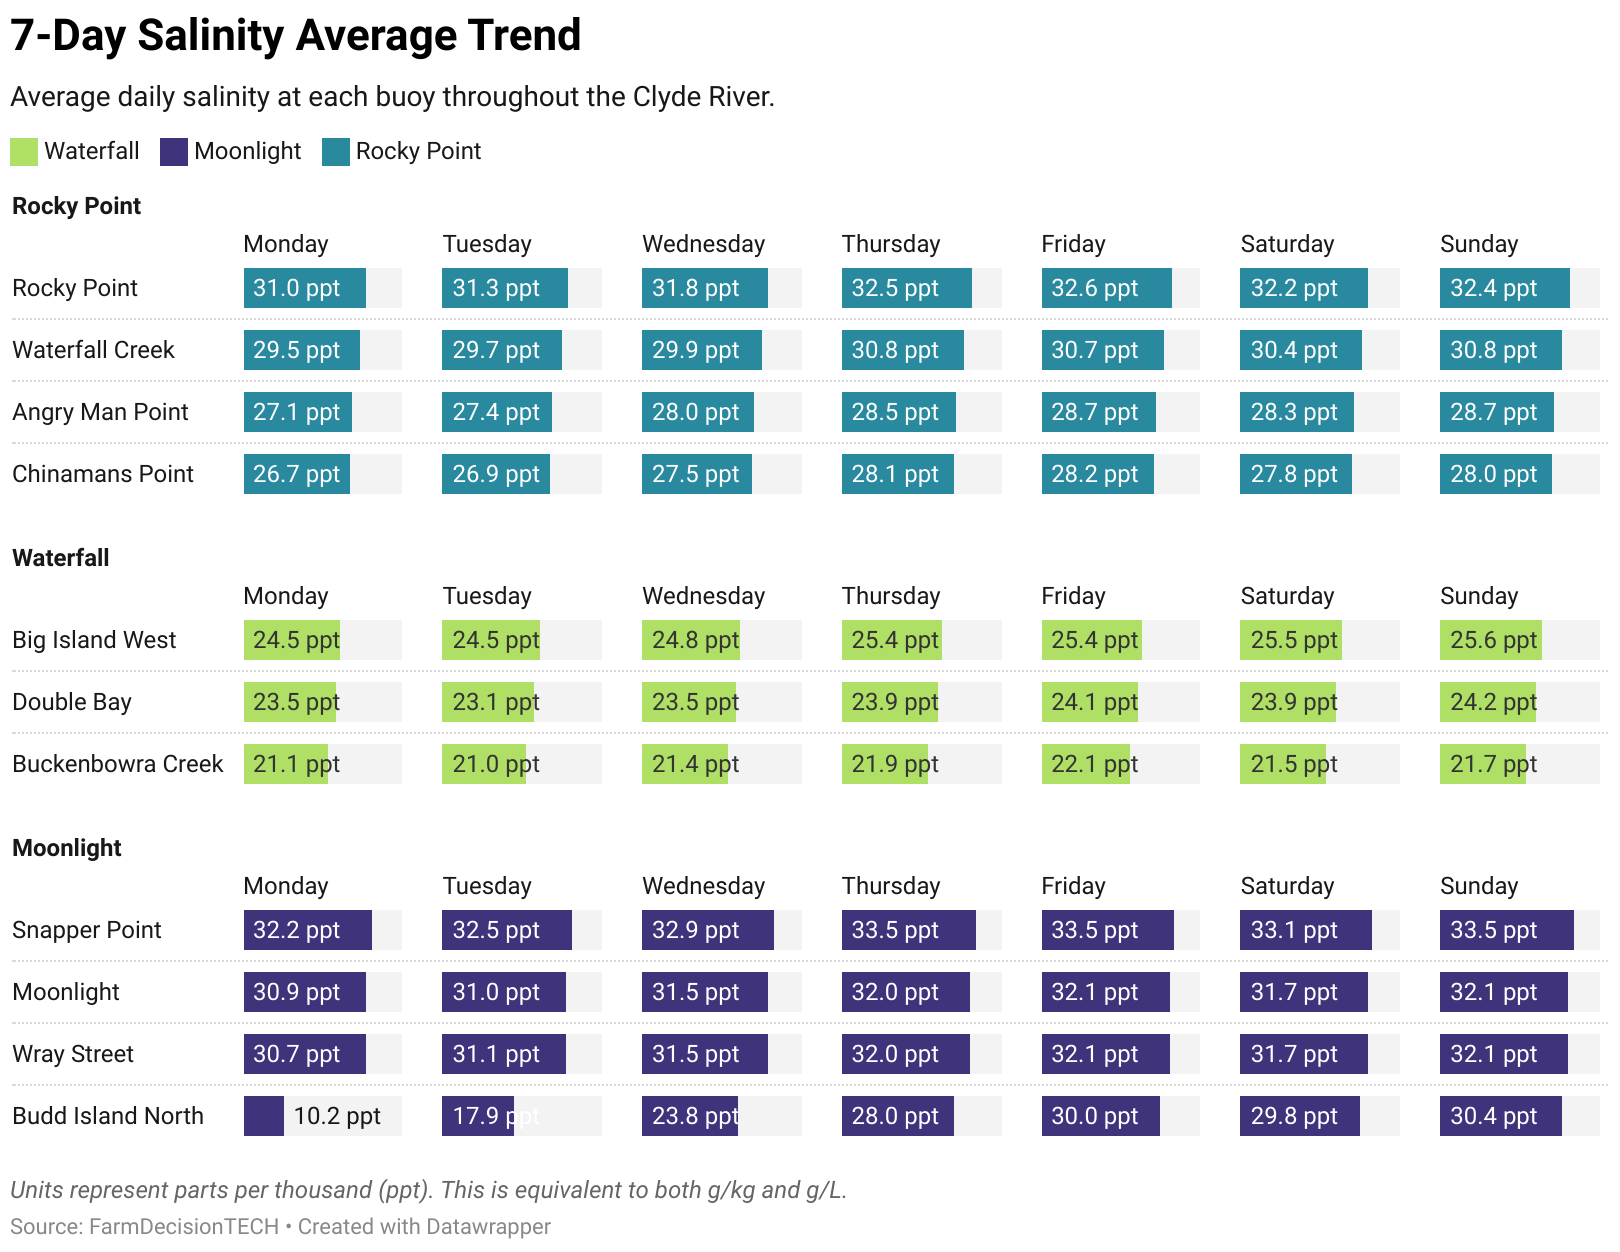 7-Day Salinity Average Trend
Average daily salinity at each buoy throughout the Clyde River.
Waterfall Moonlight Rocky Point
Rocky Point
Monday Tuesday Wednesday Thursday Friday Saturday Sunday
Rocky Point 31.0 ppt 31.3 ppt 31.8 ppt 32.5 ppt 32.6 ppt 32.2 ppt 32.4 ppt
Waterfall Creek 29.5 ppt 29.7 ppt 29.9 ppt 30.8 ppt 30.7 ppt 30.4 ppt 30.8 ppt
Angry Man Point 27.1 ppt 27.4 ppt 28.0 ppt 28.5 ppt 28.7 ppt 28.3 ppt 28.7 ppt
Chinamans Point 26.7 ppt 26.9 ppt 27.5 ppt 28.1 ppt 28.2 ppt 27.8 ppt 28.0 ppt
Waterfall
Monday Tuesday Wednesday Thursday Friday Saturday Sunday
Big Island West 24.5 ppt 24.5 ppt 24.8 ppt 25.4 ppt 25.4 ppt 25.5 ppt 25.6 ppt
Double Bay 23.5 ppt 23.1 ppt 23.5 ppt 23.9 ppt 24.1 ppt 23.9 ppt 24.2 ppt
Buckenbowra Creek 21.1 ppt 21.0 ppt 21.4 ppt 21.9 ppt 22.1 ppt 21.5 ppt 21.7 ppt
Moonlight
Monday Tuesday Wednesday Thursday Friday Saturday Sunday
Snapper Point 32.2 ppt 32.5 ppt 32.9 ppt 33.5 ppt 33.5 ppt 33.1 ppt 33.5 ppt
Moonlight 30.9 ppt 31.0 ppt 31.5 ppt 32.0 ppt 32.1 ppt 31.7 ppt 32.1 ppt
Wray Street 30.7 ppt 31.1 ppt 31.5 ppt 32.0 ppt 32.1 ppt 31.7 ppt 32.1 ppt
Budd Island North 10.2 ppt 17.9 ppt 23.8 ppt 28.0 ppt 30.0 ppt 29.8 ppt 30.4 ppt
Units represent parts per thousand (ppt). This is equivalent to both g/kg and g/L.
Source: FarmDecisionTECH • Created with Datawrapper